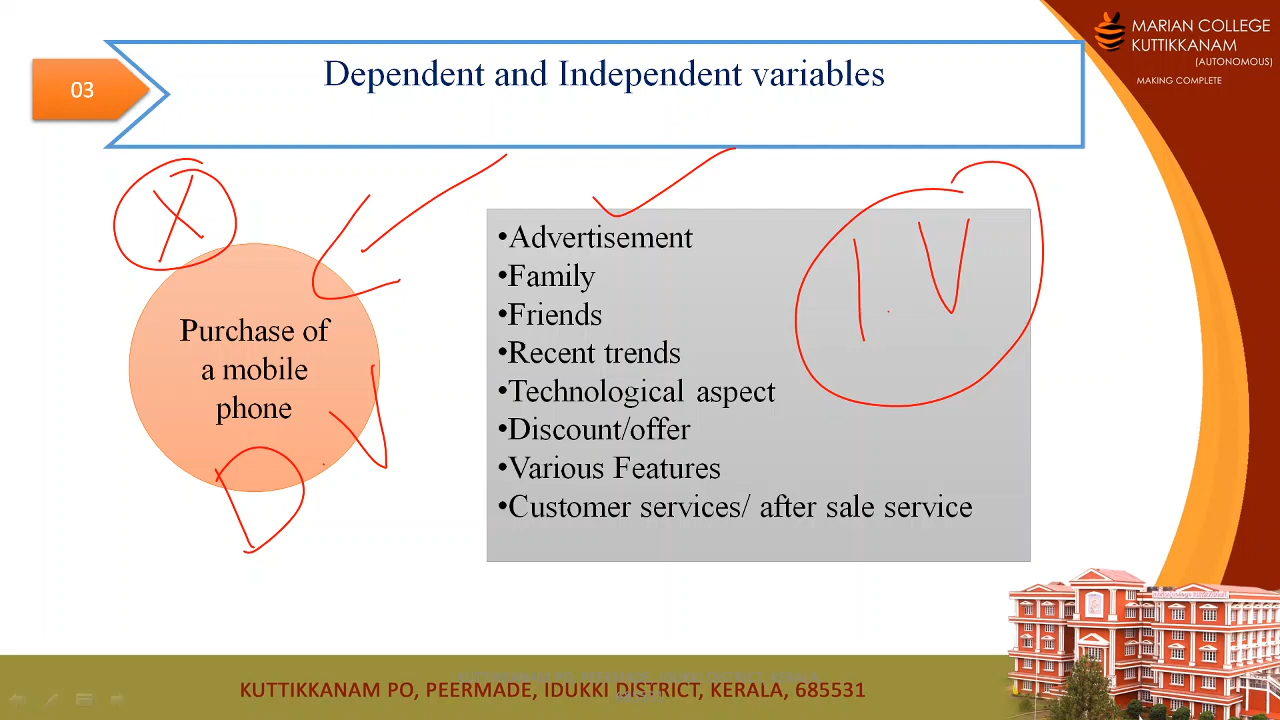 MARIAN COLLEGE
KUTTIKKANAM
(AUTONOMOUS)
MAKING COMPLETE
03
Dependent and Independent variables
X
Purchase of
a mobile
phone
D.V
•Advertisement
•Family
•Friends
•Recent trends
•Technological aspect
•Discount/offer
•Various Features
•Customer services/ after sale service
I.V
KUTTIKKANAM PO, PEERMADE, IDUKKI DISTRICT, KERALA, 685531